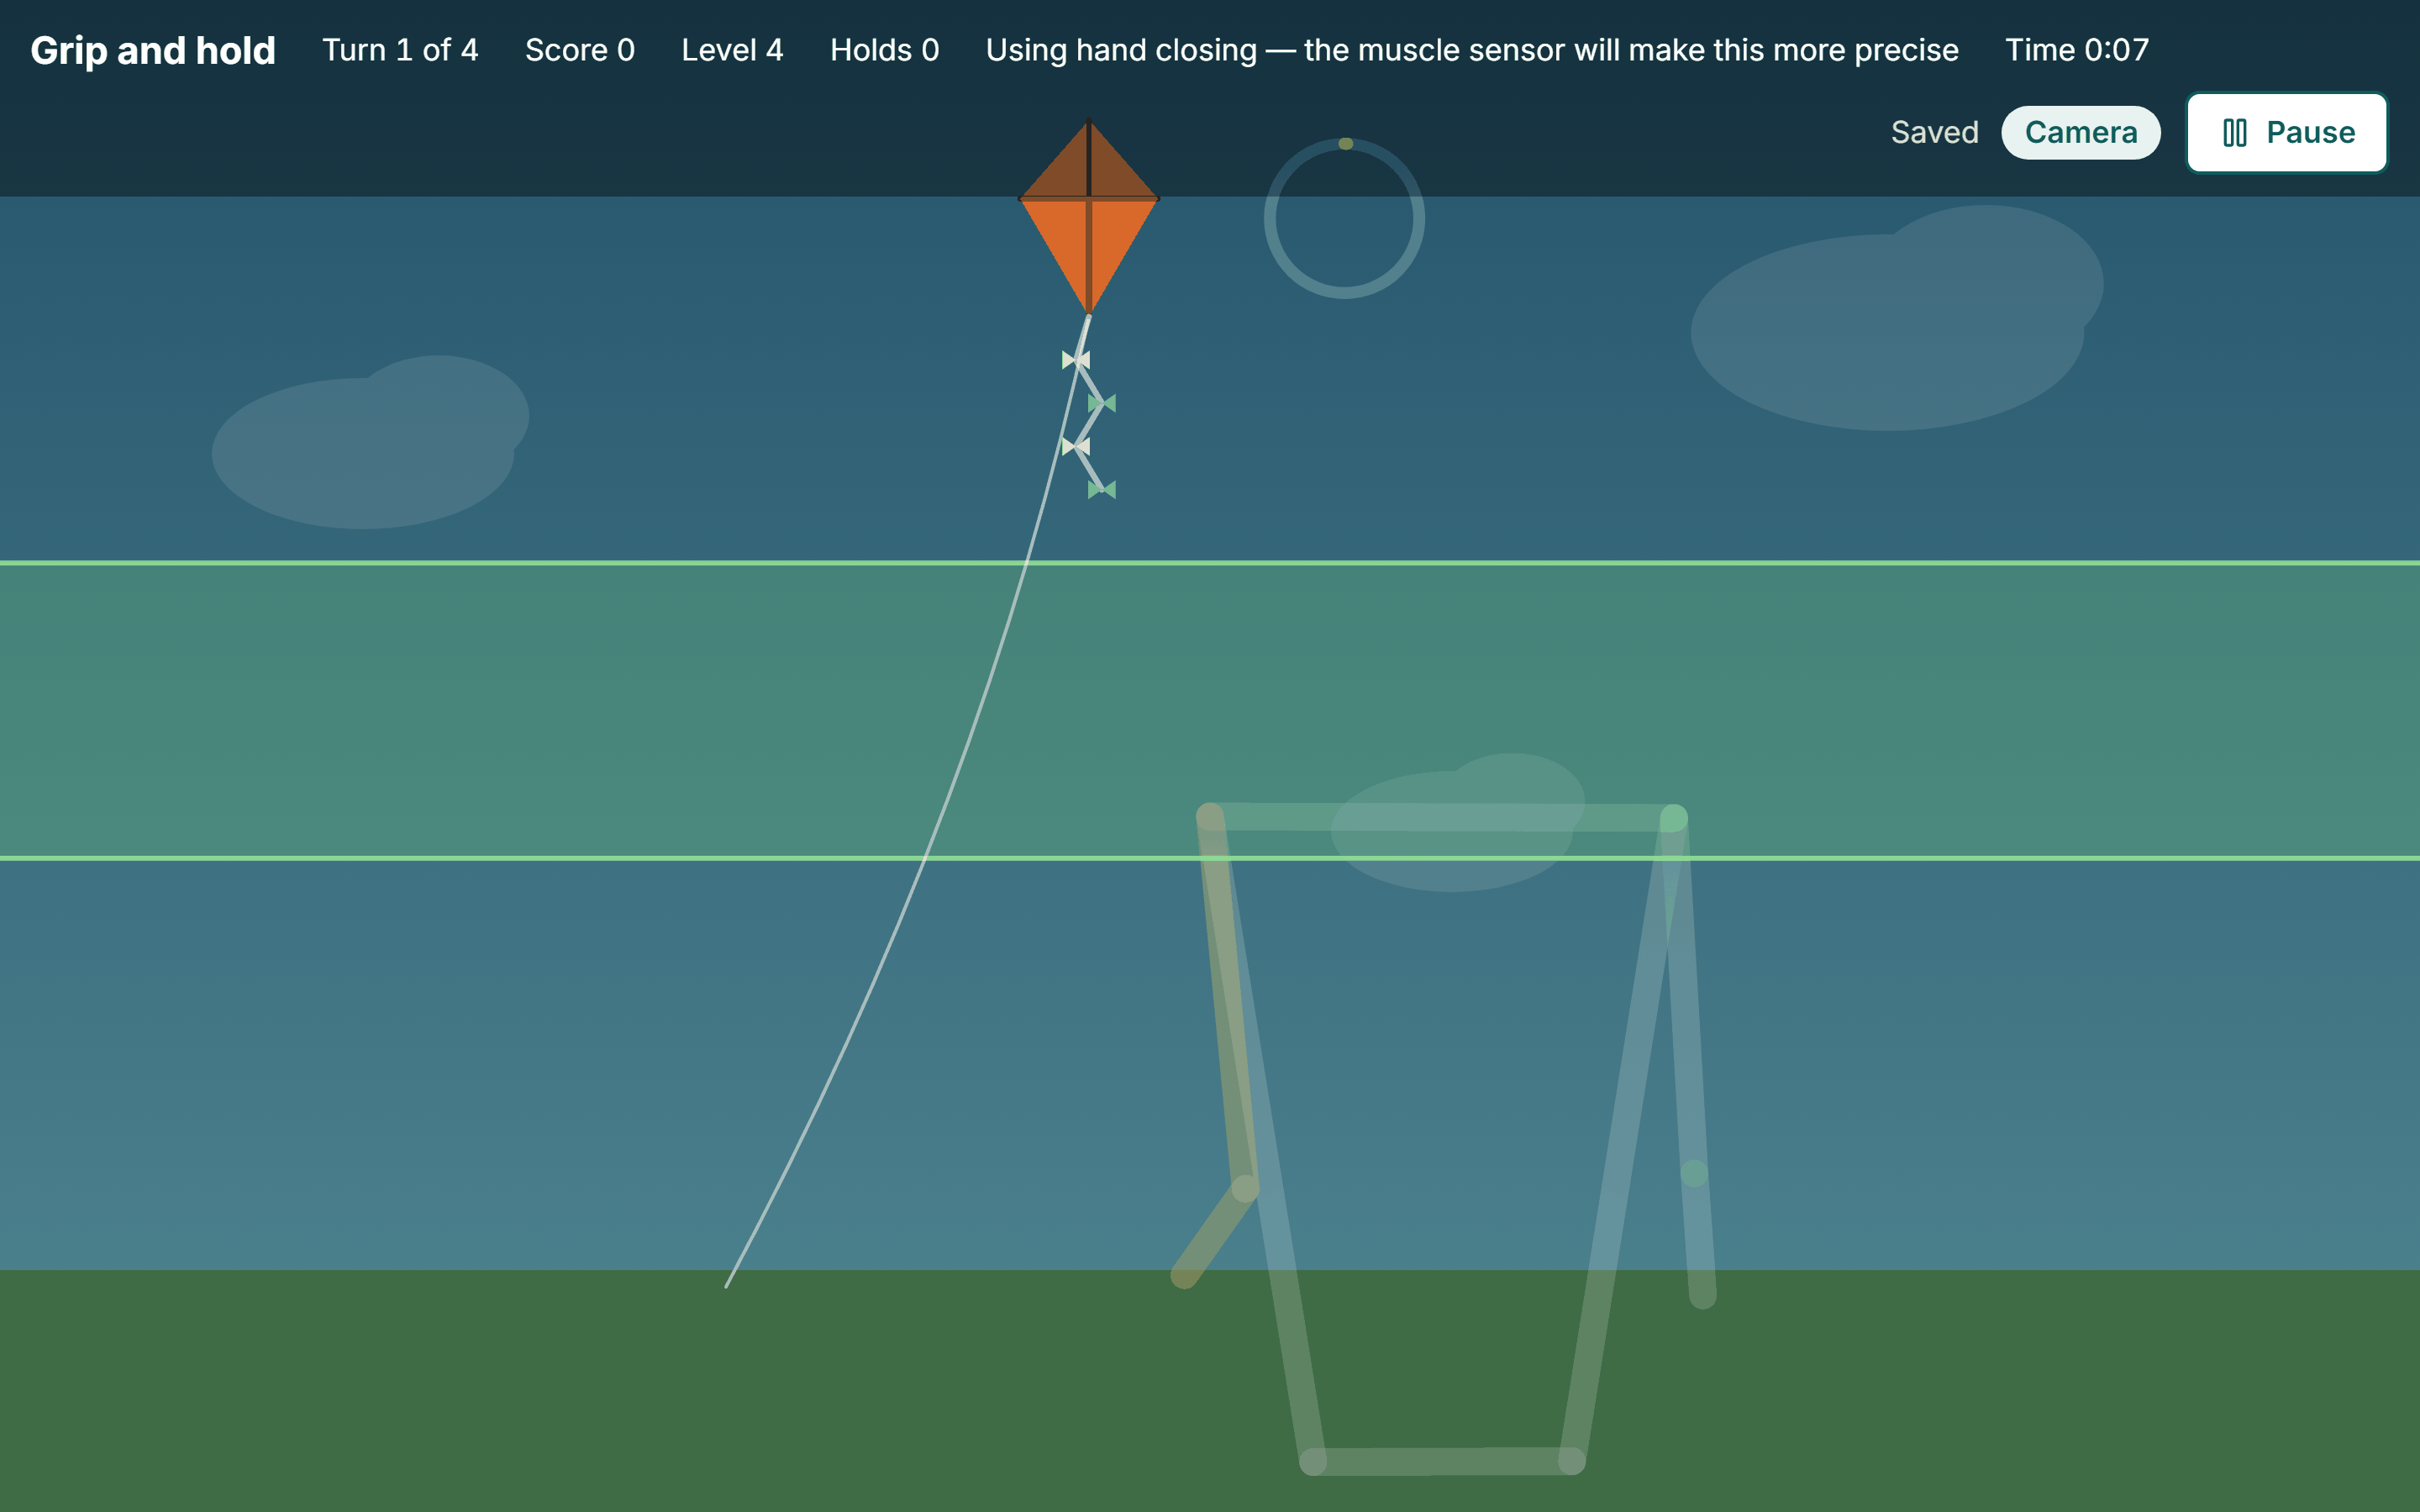 Grip and hold Turn 1 of 4 Score 0 Level 4 Holds 0 Using hand closing — the muscle sensor will make this more precise Time 0:07
Saved Camera Pause